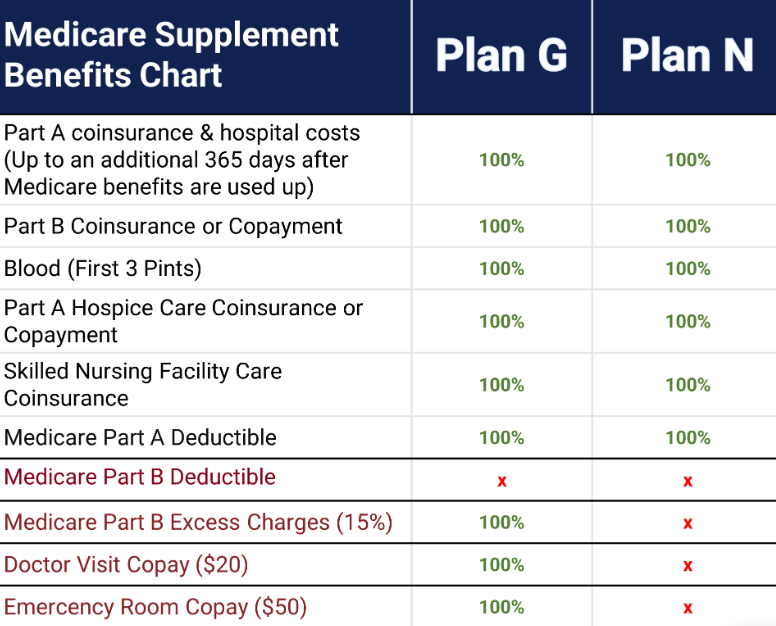 Medicare Supplement
Benefits Chart
Plan G
Plan N
Part A coinsurance & hospital costs
(Up to an additional 365 days after
Medicare benefits are used up)
100%
100%
Part B Coinsurance or Copayment
100%
100%
Blood (First 3 Pints)
100%
100%
Part A Hospice Care Coinsurance or
Copayment
100%
100%
Skilled Nursing Facility Care
Coinsurance
100%
100%
Medicare Part A Deductible
100%
100%
Medicare Part B Deductible
x
x
Medicare Part B Excess Charges (15%)
100%
x
Doctor Visit Copay ($20)
100%
x
Emercency Room Copay ($50)
100%
x